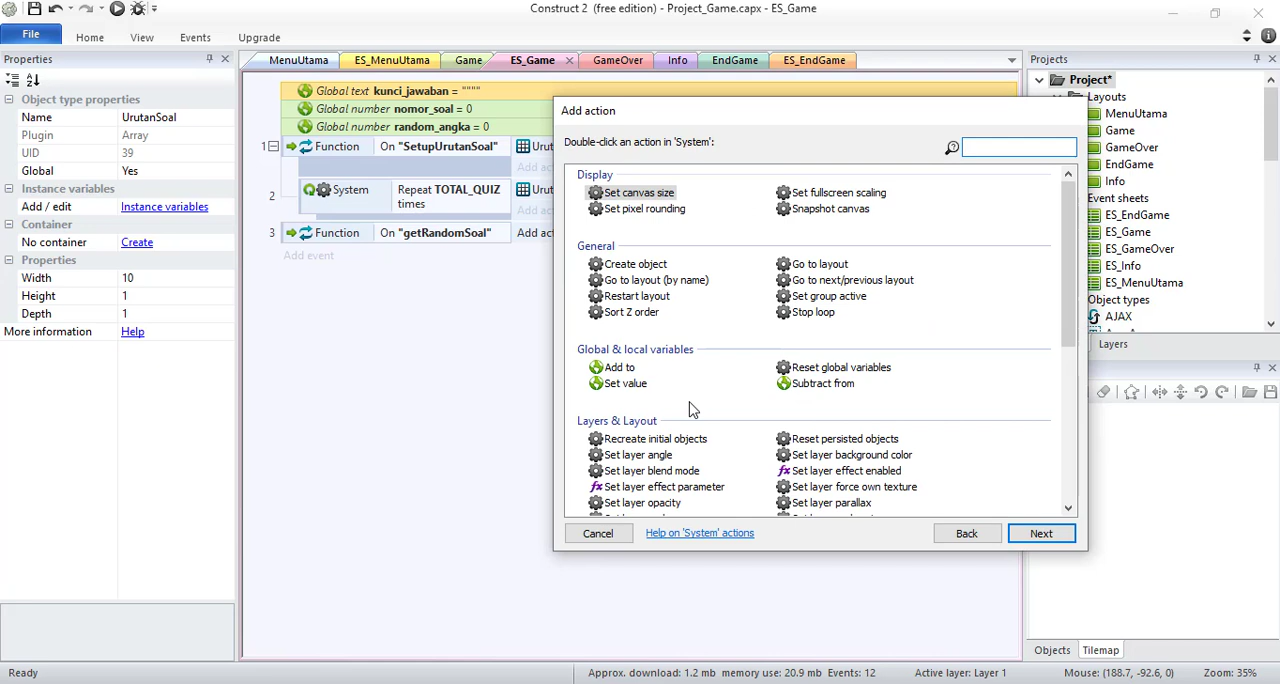 Construct 2 (free edition) - Project_Game.capx - ES_Game
File
Home
View
Events
Upgrade
Properties
Object type properties
Name UrutanSoal
Plugin Array
UID 39
Global Yes
Instance variables
Add / edit Instance variables
Container
No container Create
Properties
Width 10
Height 1
Depth 1
More information Help
MenuUtama
ES_MenuUtama
Game
ES_Game
GameOver
Info
EndGame
ES_EndGame
Global text kunci_jawaban = """"
Global number nomor_soal = 0
Global number random_angka = 0
1 Function On "SetupUrutanSoal" Urut
Add ac
2 System Repeat TOTAL_QUIZ times Urut
Add ac
3 Function On "getRandomSoal" Add act
Add event
Add action
Double-click an action in 'System':
Display
Set canvas size
Set fullscreen scaling
Set pixel rounding
Snapshot canvas
General
Create object
Go to layout
Go to layout (by name)
Go to next/previous layout
Restart layout
Set group active
Sort Z order
Stop loop
Global & local variables
Add to
Reset global variables
Set value
Subtract from
Layers & Layout
Recreate initial objects
Reset persisted objects
Set layer angle
Set layer background color
Set layer blend mode
Set layer effect enabled
Set layer effect parameter
Set layer force own texture
Set layer opacity
Set layer parallax
Cancel
Help on 'System' actions
Back
Next
Projects
Project*
Layouts
MenuUtama
Game
GameOver
EndGame
Info
Event sheets
ES_EndGame
ES_Game
ES_GameOver
ES_Info
ES_MenuUtama
Object types
AJAX
Layers
Objects
Tilemap
Ready
Approx. download: 1.2 mb memory use: 20.9 mb Events: 12
Active layer: Layer 1
Mouse: (188.7, -92.6, 0)
Zoom: 35%